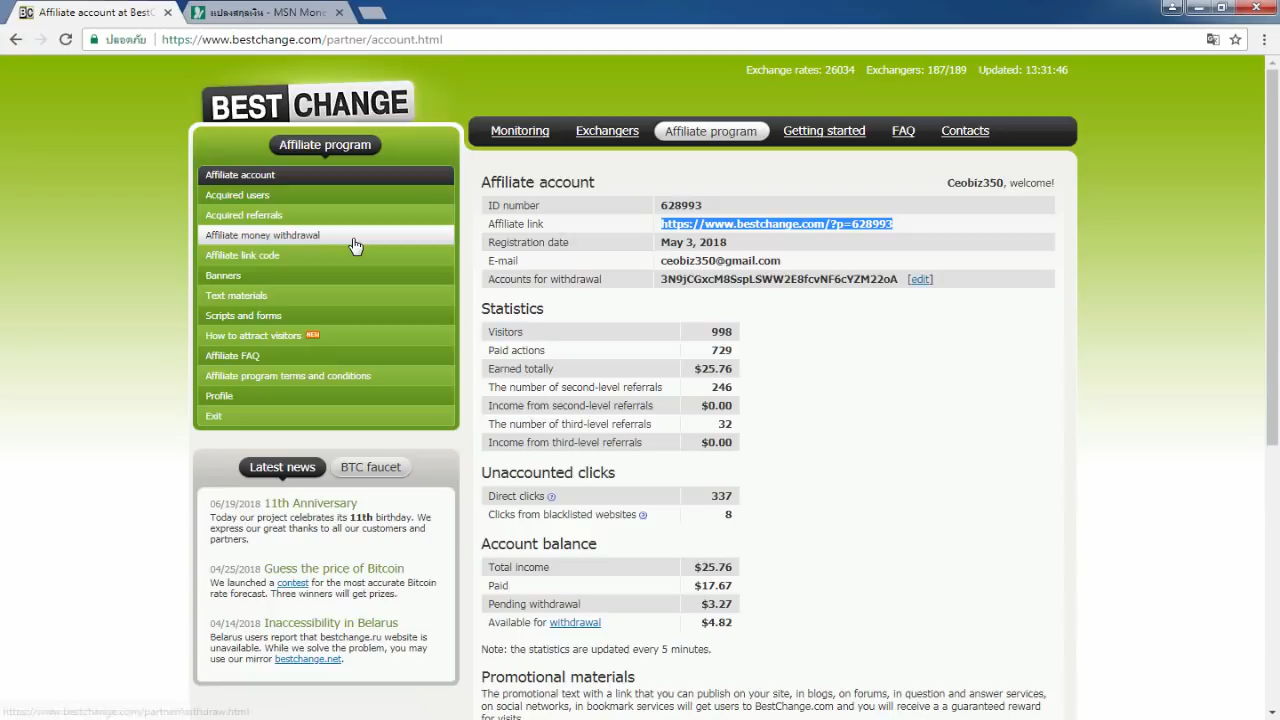 Affiliate account at BestC
แปลงสกุลเงิน - MSN Mone
ปลอดภัย
https://www.bestchange.com/partner/account.html
Exchange rates: 26034 Exchangers: 187/189 Updated: 13:31:46
BESTCHANGE
Monitoring Exchangers Affiliate program Getting started FAQ Contacts
Affiliate program
Affiliate account
Acquired users
Acquired referrals
Affiliate money withdrawal
Affiliate link code
Banners
Text materials
Scripts and forms
How to attract visitors NEW
Affiliate FAQ
Affiliate program terms and conditions
Profile
Exit
Latest news BTC faucet
06/19/2018 11th Anniversary
Today our project celebrates its 11th birthday. We
express our great thanks to all our customers and
partners.
04/25/2018 Guess the price of Bitcoin
We launched a contest for the most accurate Bitcoin
rate forecast. Three winners will get prizes.
04/14/2018 Inaccessibility in Belarus
Belarus users report that bestchange.ru website is
unavailable. While we solve the problem, you may
use our mirror bestchange.net.
Affiliate account Ceobiz350, welcome!
ID number 628993
Affiliate link https://www.bestchange.com/?p=628993
Registration date May 3, 2018
E-mail ceobiz350@gmail.com
Accounts for withdrawal 3N9jCGxcM8SspLSWW2E8fcvNF6cYZM22oA [edit]
Statistics
Visitors 998
Paid actions 729
Earned totally $25.76
The number of second-level referrals 246
Income from second-level referrals $0.00
The number of third-level referrals 32
Income from third-level referrals $0.00
Unaccounted clicks
Direct clicks 337
Clicks from blacklisted websites 8
Account balance
Total income $25.76
Paid $17.67
Pending withdrawal $3.27
Available for withdrawal $4.82
Note: the statistics are updated every 5 minutes.
Promotional materials
The promotional text with a link that you can publish on your site, in blogs, on forums, in question and answer services,
on social networks, in bookmark services will get users to BestChange.com and you will receive a a guaranteed reward
for visits.
https://www.bestchange.com/partner/withdraw.html